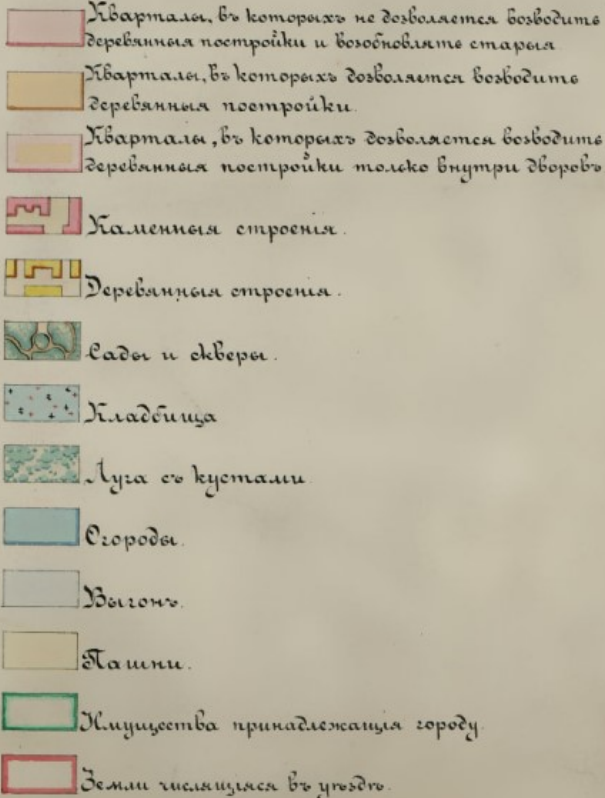 Кварталы, въ которыхъ не дозволяется возводить
деревянныя постройки и возобновлять старыя
Кварталы, въ которыхъ дозволяется возводить
деревянныя постройки.
Кварталы, въ которыхъ дозволяется возводить
деревянныя постройки только внутри дворовъ
Каменныя строенія.
Деревянныя строенія.
Сады и скверы.
Кладбища
Луга съ кустами
Огороды.
Выгонъ.
Пашни.
Имущества принадлежащія городу.
Земли числящіяся въ уѣздѣ.